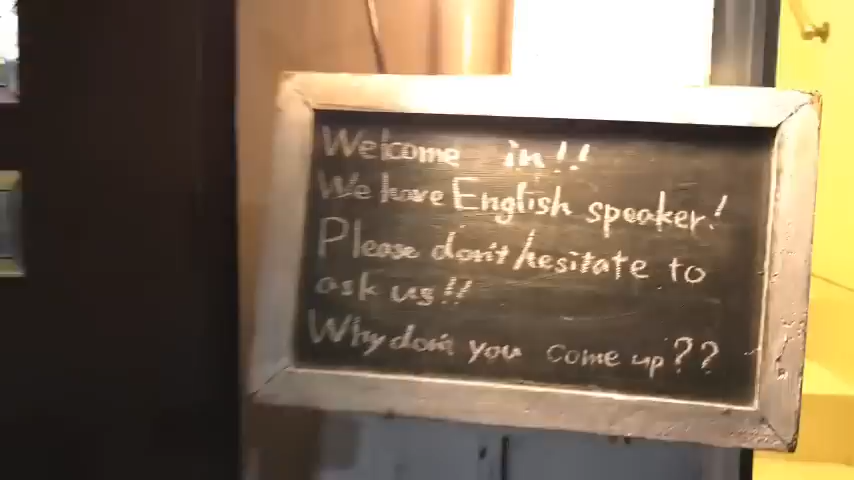 Welcome in!!
We have English speaker!
Please don't hesitate to
ask us!!
Why don't you come up??